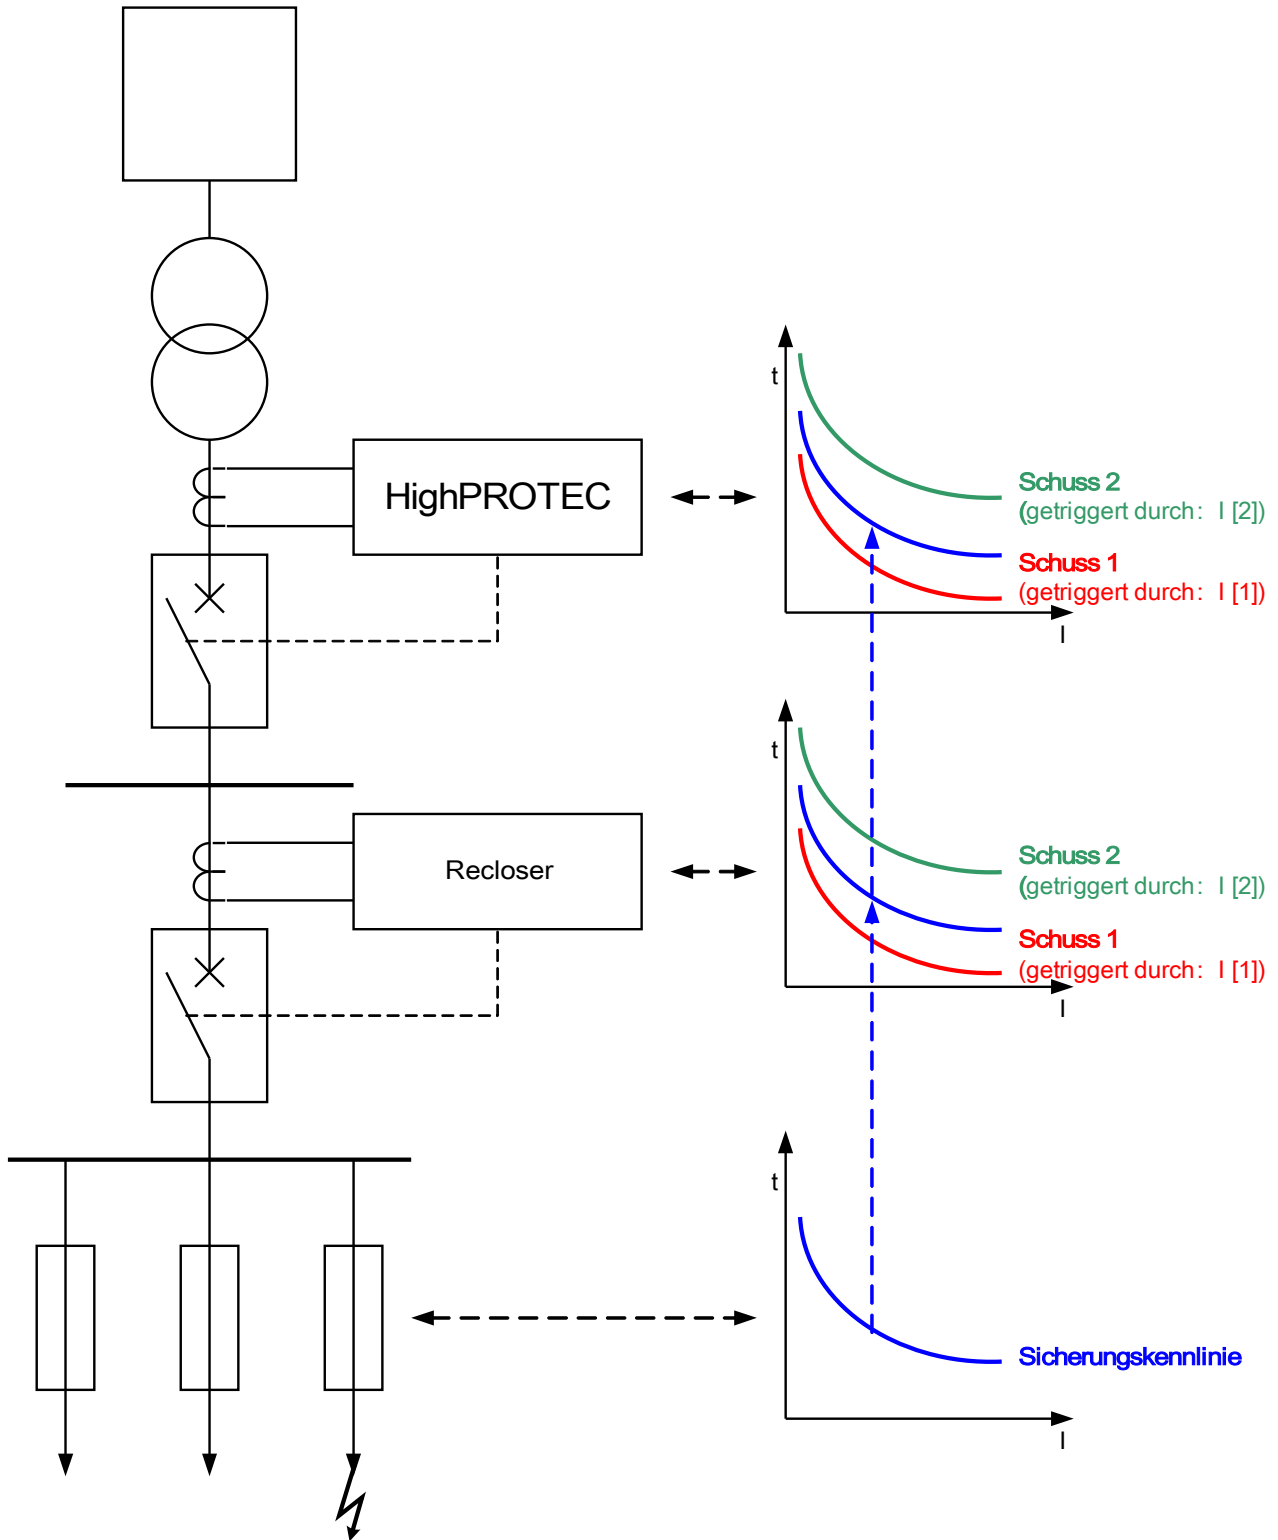 t
HighPROTEC
Schuss 2
(getriggert durch: I [2])
Schuss 1
(getriggert durch: I [1])
I
t
Recloser
Schuss 2
(getriggert durch: I [2])
Schuss 1
(getriggert durch: I [1])
I
t
Sicherungskennlinie
I